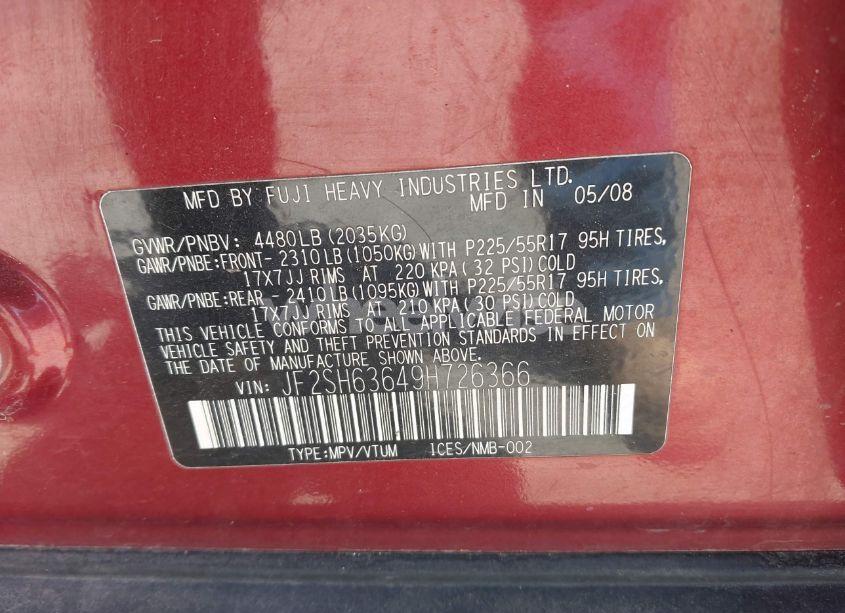 MFD BY FUJI HEAVY INDUSTRIES LTD.
MFD IN 05/08
GVWR/PNBV: 4480LB(2035KG)
GAWR/PNBE:FRONT- 2310LB(1050KG)WITH P225/55R17 95H TIRES,
17X7JJ RIMS AT 220 KPA(32 PSI)COLD
GAWR/PNBE:REAR - 2410LB(1095KG)WITH P225/55R17 95H TIRES,
17X7JJ RIMS AT 210 KPA(30 PSI)COLD
THIS VEHICLE CONFORMS TO ALL APPLICABLE FEDERAL MOTOR
VEHICLE SAFETY AND THEFT PREVENTION STANDARDS IN EFFECT ON
THE DATE OF MANUFACTURE SHOWN ABOVE.
VIN: JF2SH63649H726366
TYPE:MPV/VTUM ICES/NMB-002